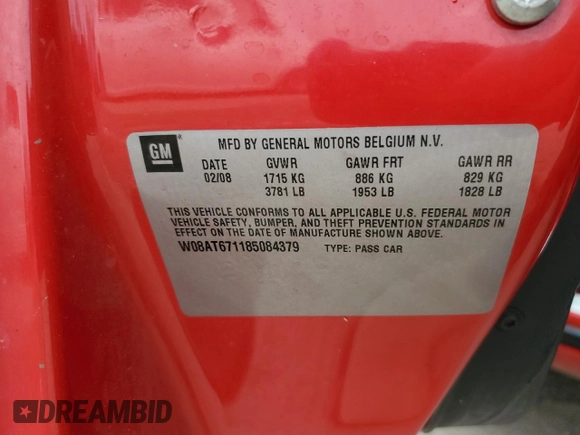 GM
MFD BY GENERAL MOTORS BELGIUM N.V.
DATE GVWR GAWR FRT GAWR RR
02/08 1715 KG 886 KG 829 KG
3781 LB 1953 LB 1828 LB
THIS VEHICLE CONFORMS TO ALL APPLICABLE U.S. FEDERAL MOTOR
VEHICLE SAFETY, BUMPER, AND THEFT PREVENTION STANDARDS IN
EFFECT ON THE DATE OF MANUFACTURE SHOWN ABOVE.
W08AT671185084379 TYPE: PASS CAR
DREAMBID